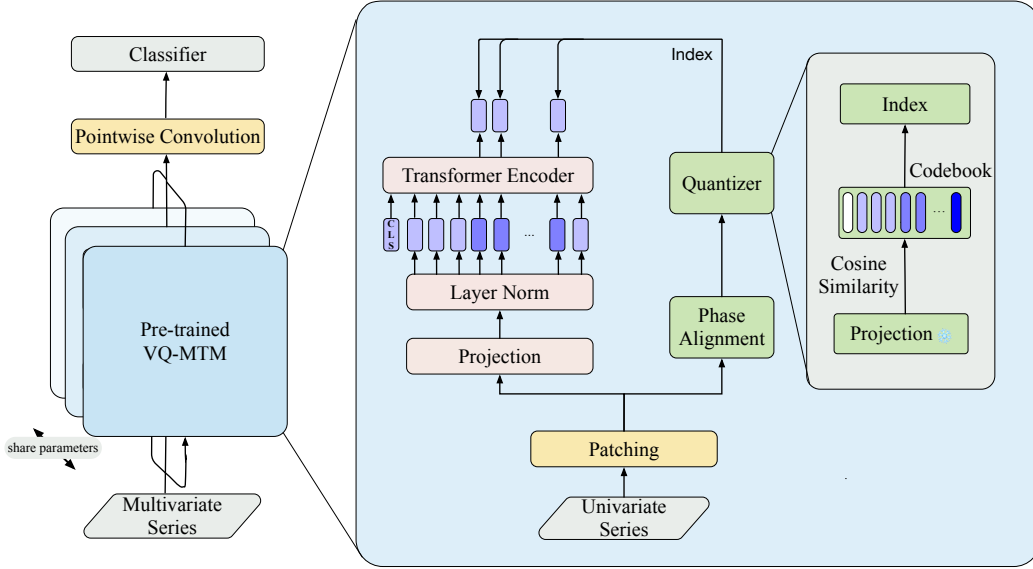 Classifier
Pointwise Convolution
Pre-trained
VQ-MTM
share parameters
Multivariate
Series
Index
Transformer Encoder
CLS
...
Layer Norm
Projection
Quantizer
Phase
Alignment
Patching
Univariate
Series
Index
Codebook
...
Cosine
Similarity
Projection